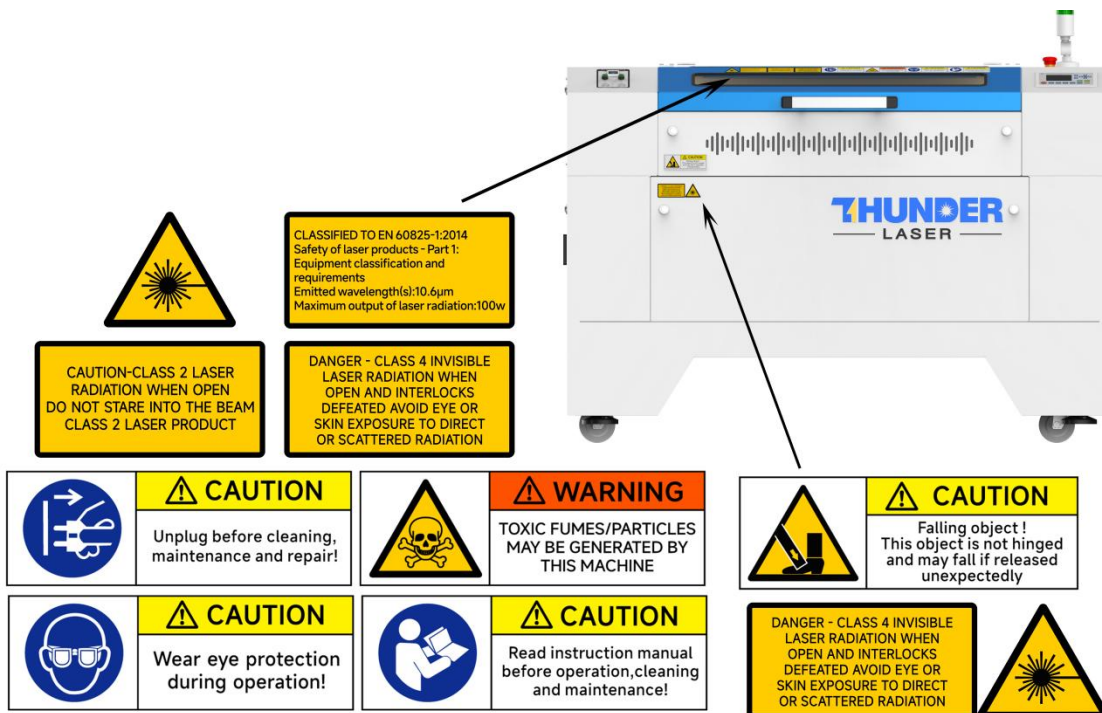 THUNDER
LASER
CLASSIFIED TO EN 60825-1:2014
Safety of laser products - Part 1:
Equipment classification and
requirements
Emitted wavelength(s):10.6μm
Maximum output of laser radiation:100w
CAUTION-CLASS 2 LASER
RADIATION WHEN OPEN
DO NOT STARE INTO THE BEAM
CLASS 2 LASER PRODUCT
DANGER - CLASS 4 INVISIBLE
LASER RADIATION WHEN
OPEN AND INTERLOCKS
DEFEATED AVOID EYE OR
SKIN EXPOSURE TO DIRECT
OR SCATTERED RADIATION
CAUTION
Unplug before cleaning,
maintenance and repair!
WARNING
TOXIC FUMES/PARTICLES
MAY BE GENERATED BY
THIS MACHINE
CAUTION
Falling object !
This object is not hinged
and may fall if released
unexpectedly
CAUTION
Wear eye protection
during operation!
CAUTION
Read instruction manual
before operation,cleaning
and maintenance!
DANGER - CLASS 4 INVISIBLE
LASER RADIATION WHEN
OPEN AND INTERLOCKS
DEFEATED AVOID EYE OR
SKIN EXPOSURE TO DIRECT
OR SCATTERED RADIATION